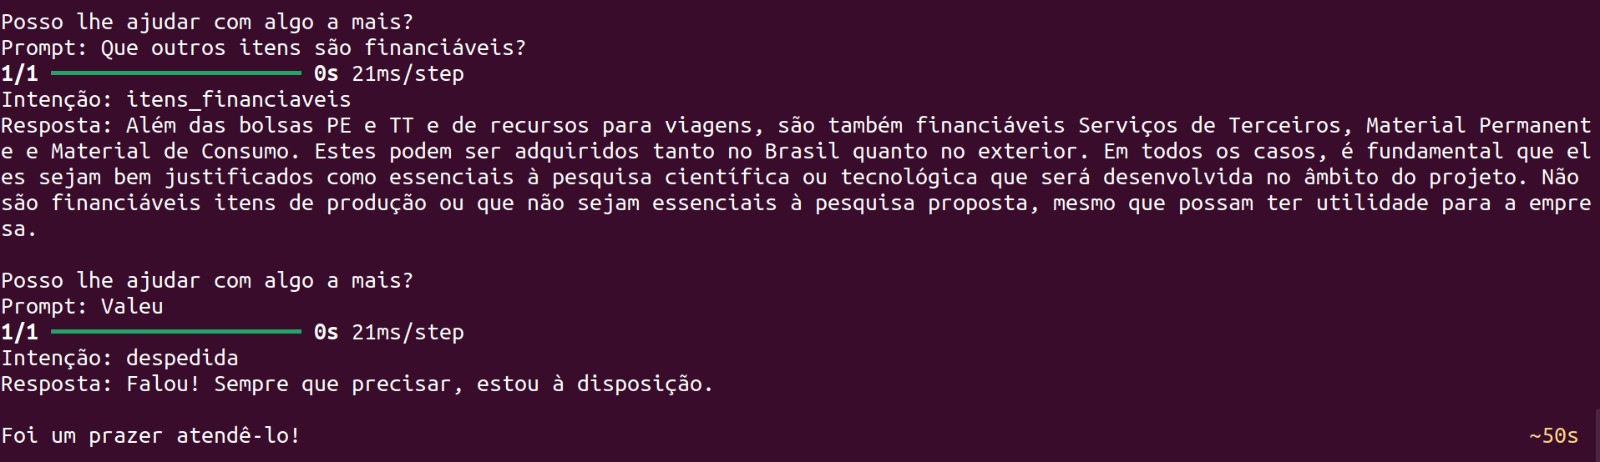 Posso lhe ajudar com algo a mais?
Prompt: Que outros itens são financiáveis?
1/1 ━━━━━━━━━━━━━━━━━━━━ 0s 21ms/step
Intenção: itens_financiaveis
Resposta: Além das bolsas PE e TT e de recursos para viagens, são também financiáveis Serviços de Terceiros, Material Permanent
e e Material de Consumo. Estes podem ser adquiridos tanto no Brasil quanto no exterior. Em todos os casos, é fundamental que el
es sejam bem justificados como essenciais à pesquisa científica ou tecnológica que será desenvolvida no âmbito do projeto. Não
são financiáveis itens de produção ou que não sejam essenciais à pesquisa proposta, mesmo que possam ter utilidade para a empre
sa.
Posso lhe ajudar com algo a mais?
Prompt: Valeu
1/1 ━━━━━━━━━━━━━━━━━━━━ 0s 21ms/step
Intenção: despedida
Resposta: Falou! Sempre que precisar, estou à disposição.
Foi um prazer atendê-lo! ~50s